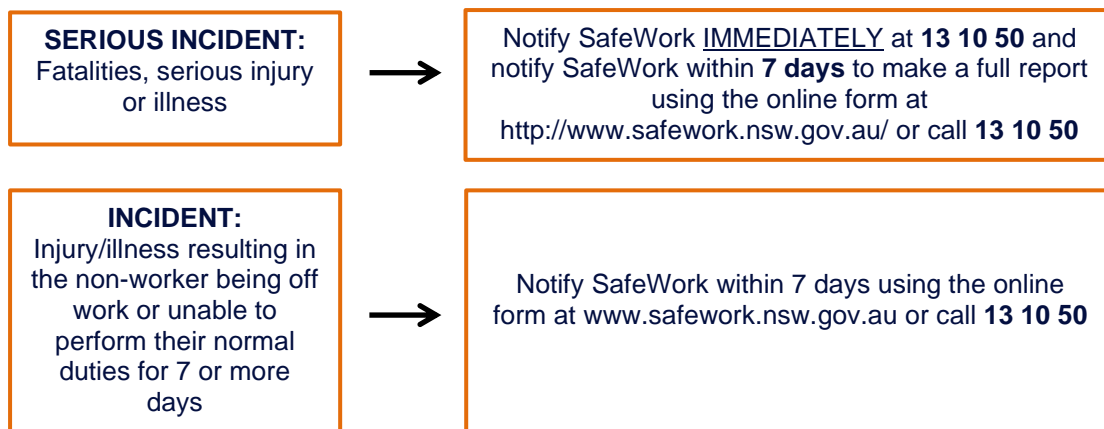 SERIOUS INCIDENT:
Fatalities, serious injury
or illness
Notify SafeWork IMMEDIATELY at 13 10 50 and
notify SafeWork within 7 days to make a full report
using the online form at
http://www.safework.nsw.gov.au/ or call 13 10 50
INCIDENT:
Injury/illness resulting in
the non-worker being off
work or unable to
perform their normal
duties for 7 or more
days
Notify SafeWork within 7 days using the online
form at www.safework.nsw.gov.au or call 13 10 50